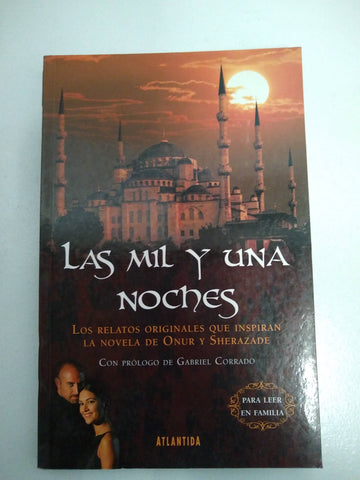 Las mil y una
noches
Los relatos originales que inspiran
la novela de Onur y Sherazade
Con prólogo de Gabriel Corrado
Para leer
en familia
ATLANTIDA